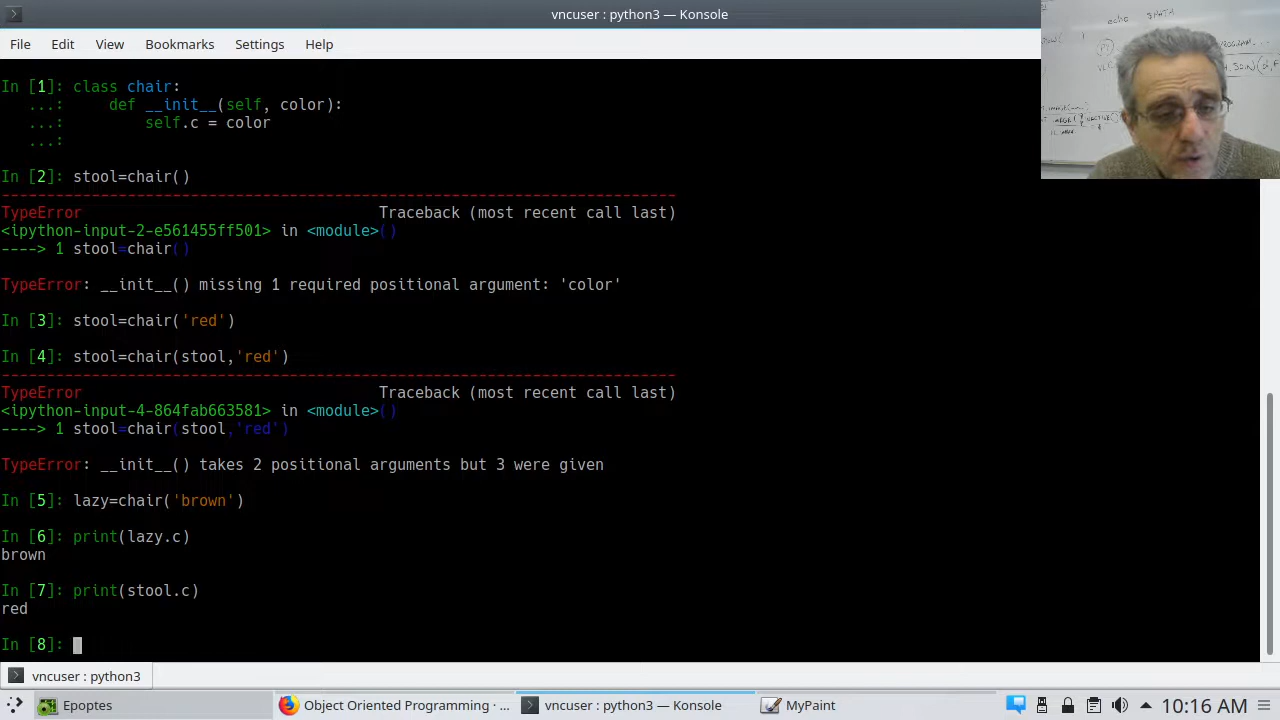 vncuser : python3 — Konsole
File Edit View Bookmarks Settings Help
In [1]: class chair:
...: def __init__(self, color):
...: self.c = color
...:
In [2]: stool=chair()
---------------------------------------------------------------------------
TypeError Traceback (most recent call last)
<ipython-input-2-e561455ff501> in <module>()
----> 1 stool=chair()
TypeError: __init__() missing 1 required positional argument: 'color'
In [3]: stool=chair('red')
In [4]: stool=chair(stool,'red')
---------------------------------------------------------------------------
TypeError Traceback (most recent call last)
<ipython-input-4-864fab663581> in <module>()
----> 1 stool=chair(stool,'red')
TypeError: __init__() takes 2 positional arguments but 3 were given
In [5]: lazy=chair('brown')
In [6]: print(lazy.c)
brown
In [7]: print(stool.c)
red
In [8]:
vncuser : python3
Epoptes Object Oriented Programming · ... vncuser : python3 — Konsole MyPaint 10:16 AM